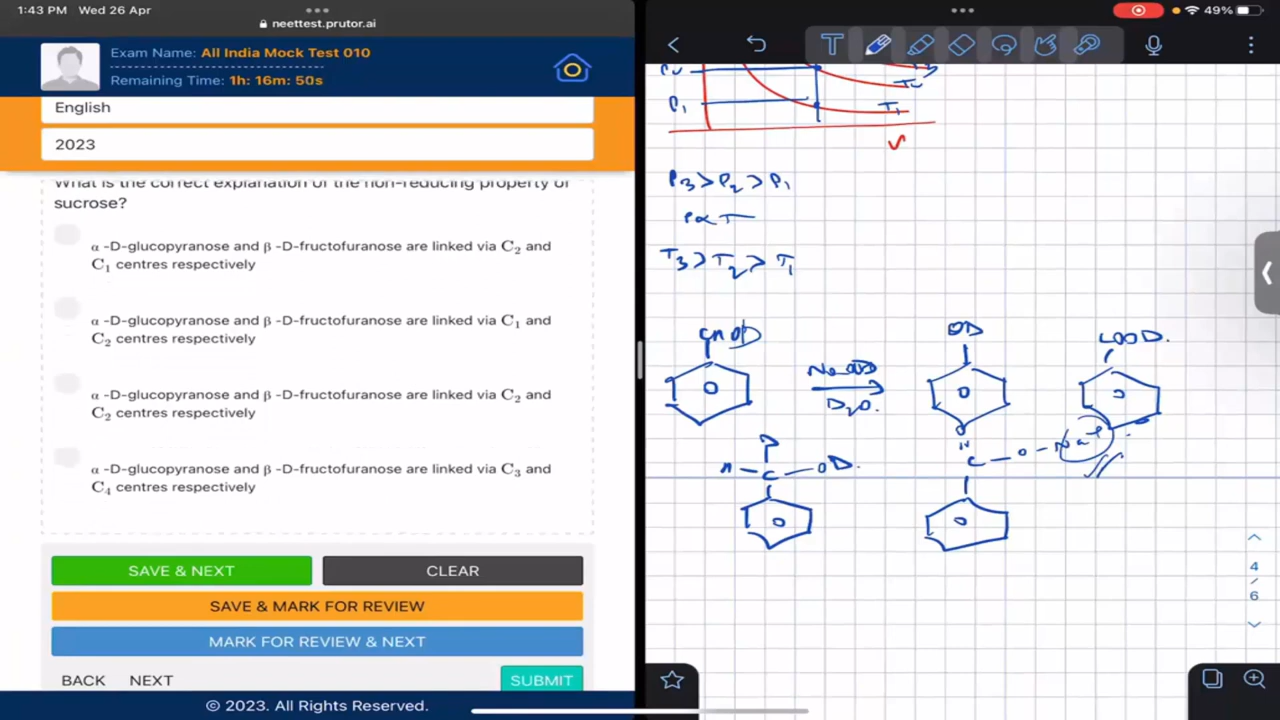 1:43 PM Wed 26 Apr
neettest.prutor.ai
Exam Name: All India Mock Test 010
Remaining Time: 1h: 16m: 50s
English
2023
What is the correct explanation of the non-reducing property of
sucrose?
α -D-glucopyranose and β -D-fructofuranose are linked via C₂ and
C₁ centres respectively
α -D-glucopyranose and β -D-fructofuranose are linked via C₁ and
C₂ centres respectively
α -D-glucopyranose and β -D-fructofuranose are linked via C₂ and
C₂ centres respectively
α -D-glucopyranose and β -D-fructofuranose are linked via C₃ and
C₄ centres respectively
SAVE & NEXT
CLEAR
SAVE & MARK FOR REVIEW
MARK FOR REVIEW & NEXT
BACK
NEXT
SUBMIT
© 2023. All Rights Reserved.
49%
T
P₁
T₁
V
P₃ > P₂ > P₁
P ∝ T
T₃ > T₂ > T₁
OD
COOD.
NaOD
D₂O.
C
OD.
C - O - Na⁺
4
/
6